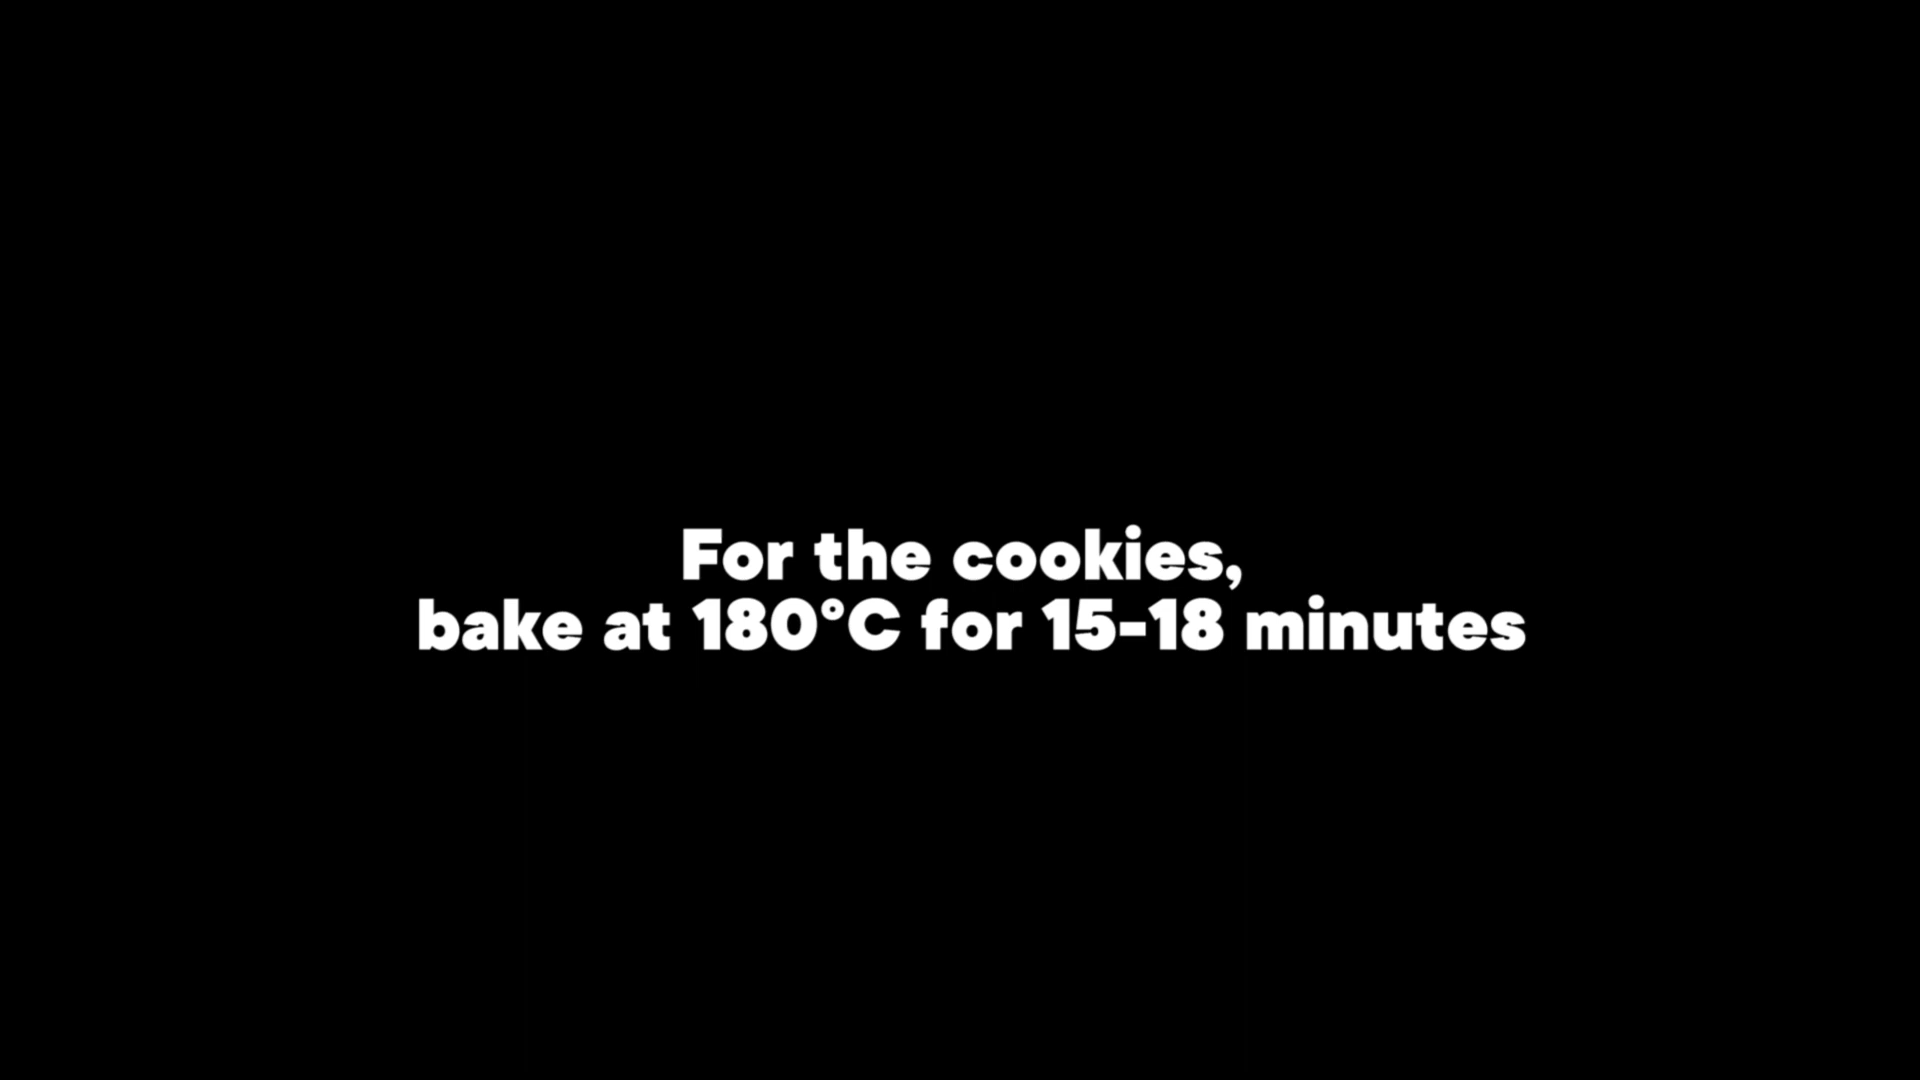 For the cookies,
bake at 180°C for 15-18 minutes